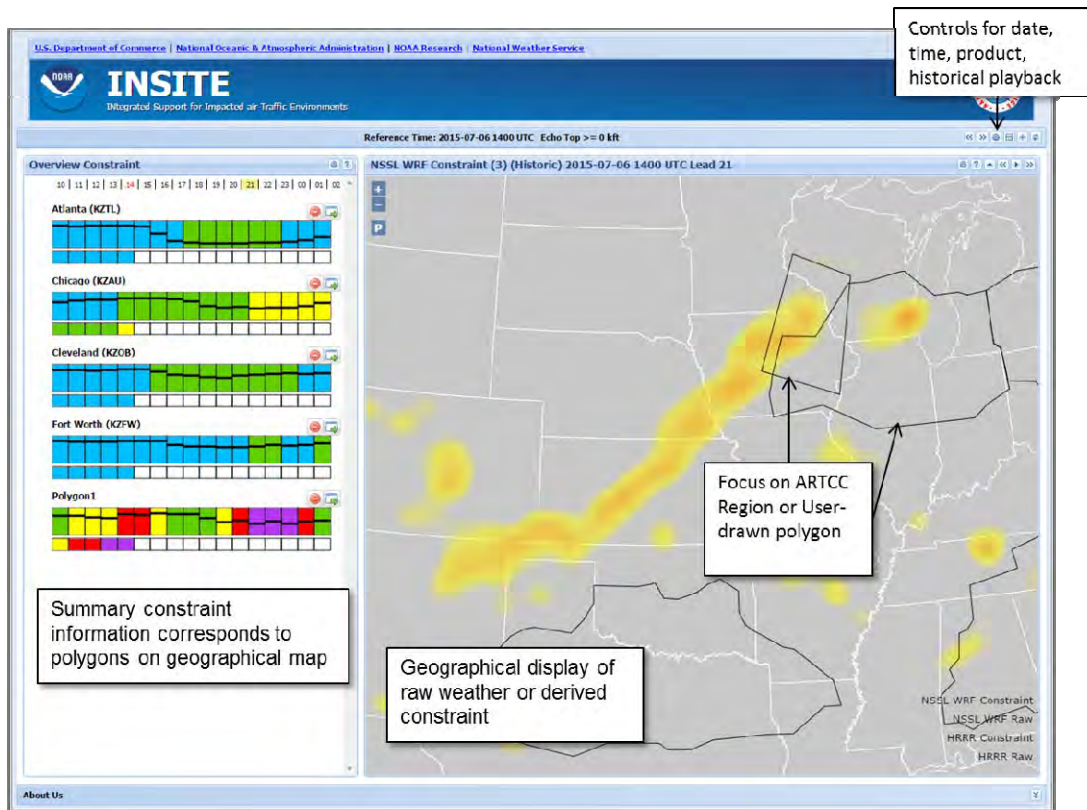 Controls for date,
time, product,
historical playback
U.S. Department of Commerce | National Oceanic & Atmospheric Administration | NOAA Research | National Weather Service
NOAA
INSITE
INtegrated Support for Impacted air Traffic Environments
Reference Time: 2015-07-06 1400 UTC Echo Top >= 0 kft
Overview Constraint
NSSL WRF Constraint (3) (Historic) 2015-07-06 1400 UTC Lead 21
10 | 11 | 12 | 13 | 14 | 15 | 16 | 17 | 18 | 19 | 20 | 21 | 22 | 23 | 00 | 01 | 02
Atlanta (KZTL)
Chicago (KZAU)
Cleveland (KZOB)
Fort Worth (KZFW)
Polygon1
P
Focus on ARTCC
Region or User-
drawn polygon
Summary constraint
information corresponds to
polygons on geographical map
Geographical display of
raw weather or derived
constraint
NSSL WRF Constraint
NSSL WRF Raw
HRRR Constraint
HRRR Raw
About Us